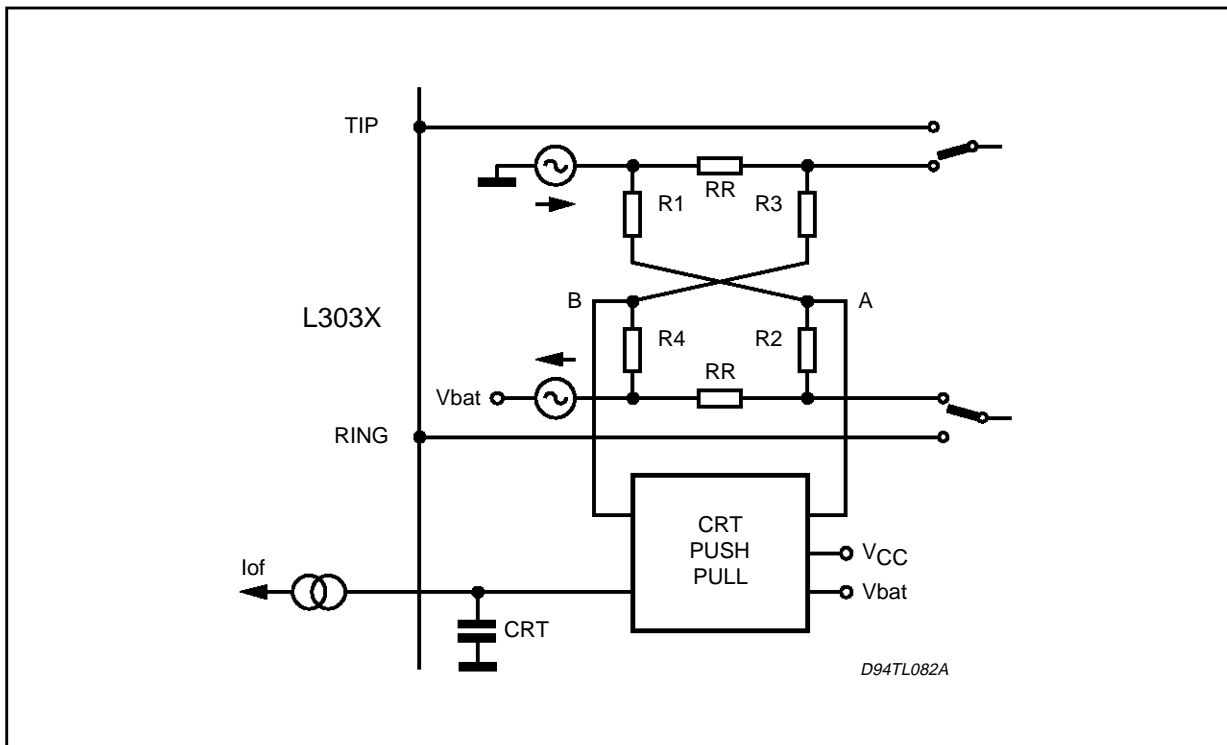 TIP
RR
R1
R3
B
A
L303X
R4
R2
Vbat
RR
RING
CRT
PUSH
PULL
VCC
Vbat
Iof
CRT
D94TL082A